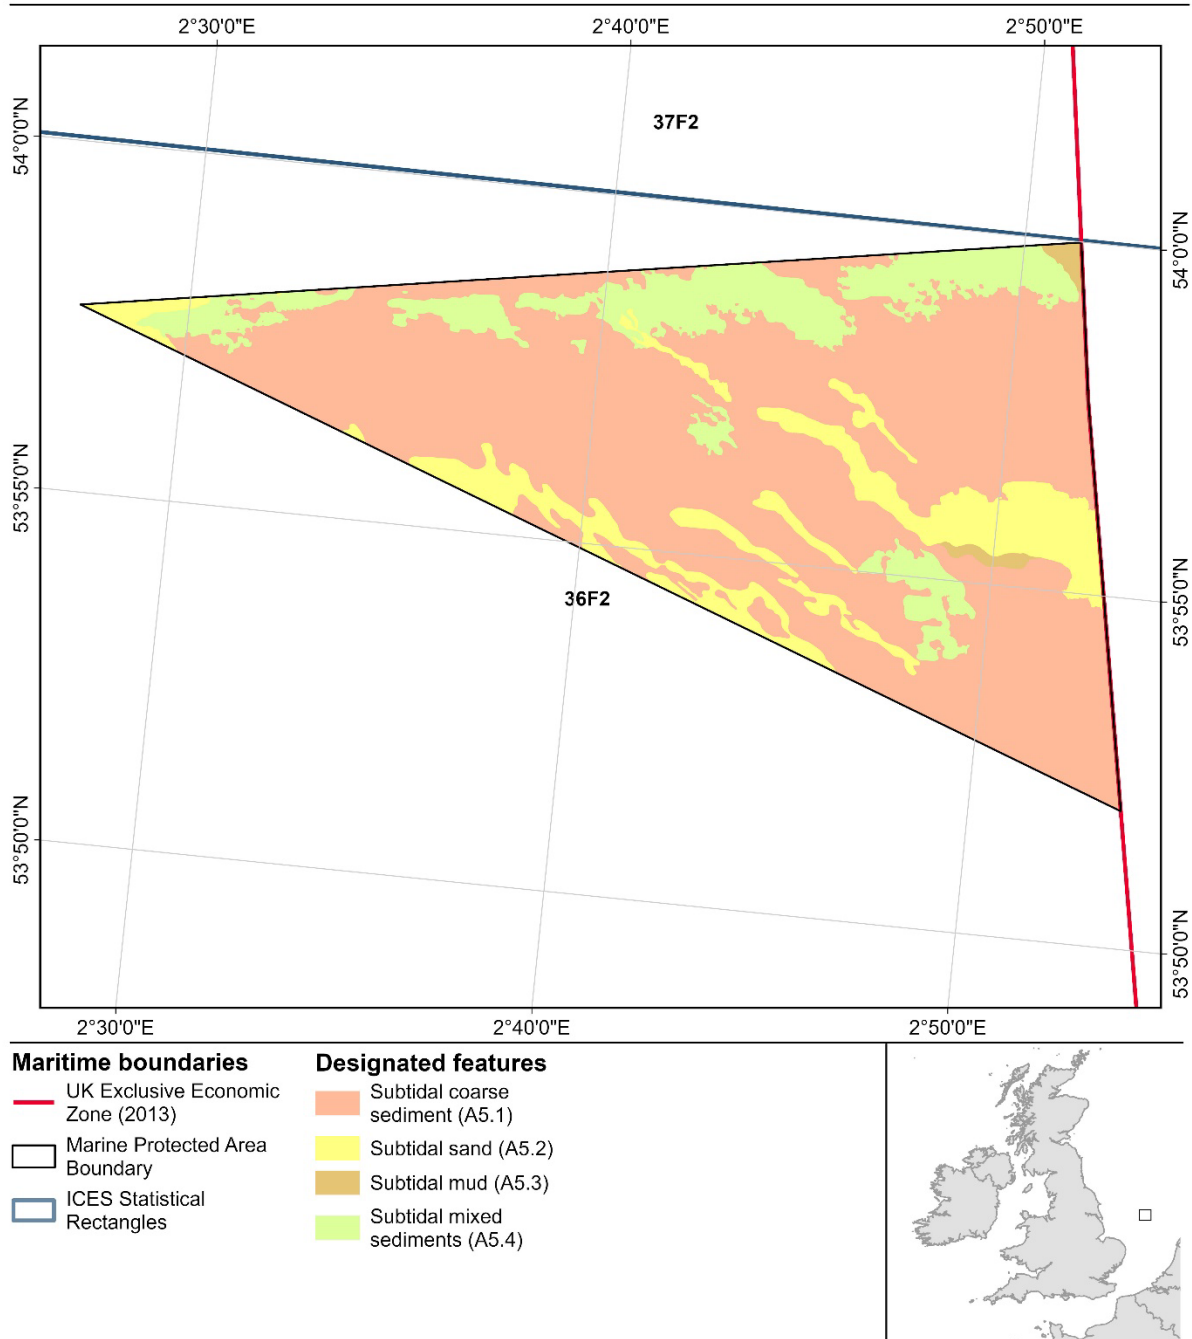 2°30'0"E 2°40'0"E 2°50'0"E
37F2
54°0'0"N
54°0'0"N
53°55'0"N
36F2
53°55'0"N
53°50'0"N
53°50'0"N
2°30'0"E 2°40'0"E 2°50'0"E
Maritime boundaries
UK Exclusive Economic
Zone (2013)
Marine Protected Area
Boundary
ICES Statistical
Rectangles
Designated features
Subtidal coarse
sediment (A5.1)
Subtidal sand (A5.2)
Subtidal mud (A5.3)
Subtidal mixed
sediments (A5.4)